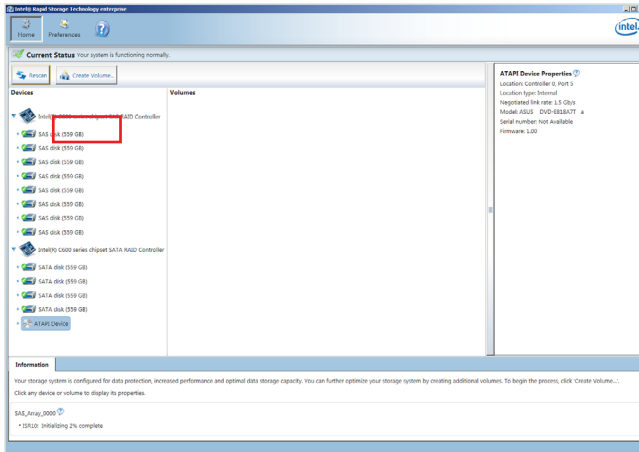 Intel® Rapid Storage Technology enterprise
Home
Preferences
intel
Current Status Your system is functioning normally.
Rescan
Create Volume...
Devices
Volumes
Intel(R) C600 series chipset SAS RAID Controller
SAS disk (559 GB)
SAS disk (559 GB)
SAS disk (559 GB)
SAS disk (559 GB)
SAS disk (559 GB)
SAS disk (559 GB)
SAS disk (559 GB)
SAS disk (559 GB)
Intel(R) C600 series chipset SATA RAID Controller
SATA disk (559 GB)
SATA disk (559 GB)
SATA disk (559 GB)
SATA disk (559 GB)
ATAPI Device
ATAPI Device Properties
Location: Controller 0, Port 5
Location type: Internal
Negotiated link rate: 1.5 Gb/s
Model: ASUS DVD-E818A7T a
Serial number: Not Available
Firmware: 1.00
Information
Your storage system is configured for data protection, increased performance and optimal data storage capacity. You can further optimize your storage system by creating additional volumes. To begin the process, click 'Create Volume...'.
Click any device or volume to display its properties.
SAS_Array_0000
• ISR10: Initializing 2% complete